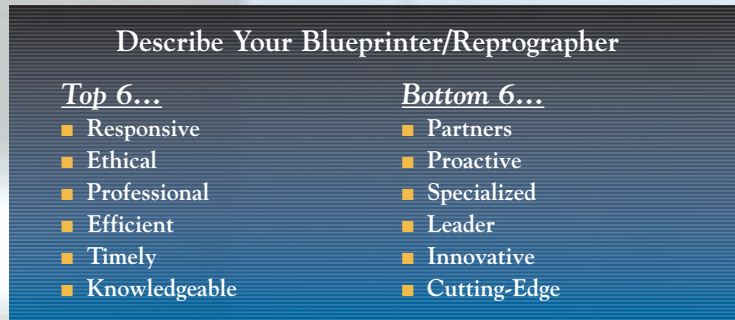 Describe Your Blueprinter/Reprographer
Top 6...
Responsive
Ethical
Professional
Efficient
Timely
Knowledgeable
Bottom 6...
Partners
Proactive
Specialized
Leader
Innovative
Cutting-Edge